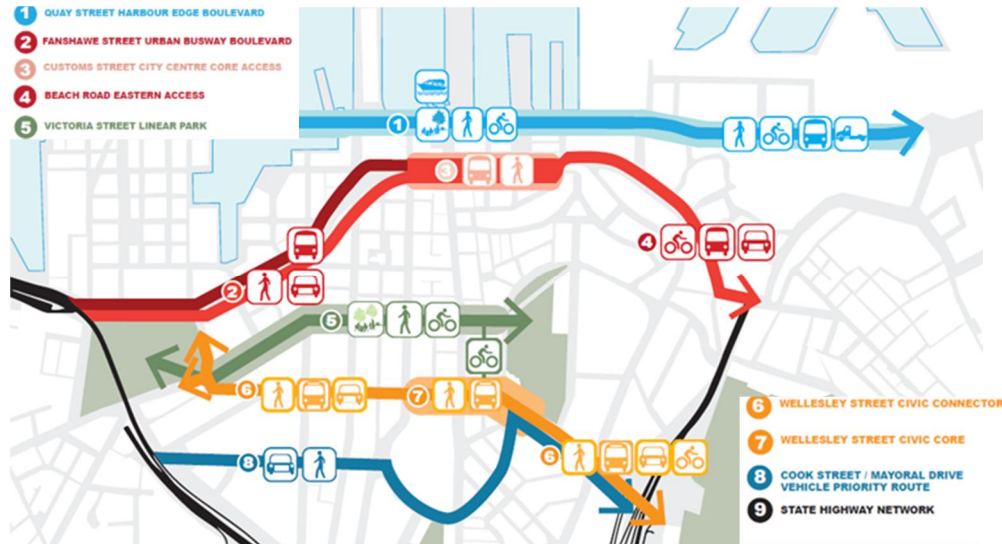 1 QUAY STREET HARBOUR EDGE BOULEVARD
2 FANSHAWE STREET URBAN BUSWAY BOULEVARD
3 CUSTOMS STREET CITY CENTRE CORE ACCESS
4 BEACH ROAD EASTERN ACCESS
5 VICTORIA STREET LINEAR PARK
1
3
4
2
5
6
7
8
6
6 WELLESLEY STREET CIVIC CONNECTOR
7 WELLESLEY STREET CIVIC CORE
8 COOK STREET / MAYORAL DRIVE
VEHICLE PRIORITY ROUTE
9 STATE HIGHWAY NETWORK